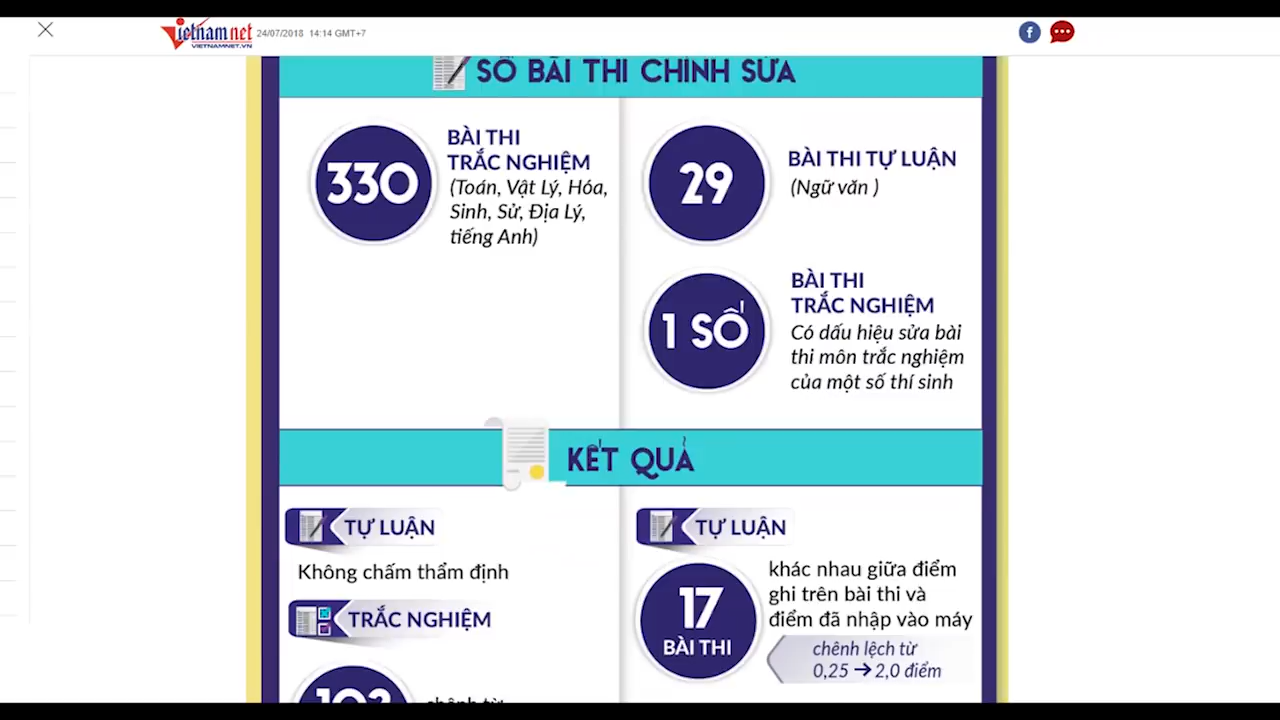 vietnamnet
VIETNAMNET.VN
24/07/2018 14:14 GMT+7
f
SỐ BÀI THI CHỈNH SỬA
330
BÀI THI
TRẮC NGHIỆM
(Toán, Vật Lý, Hóa,
Sinh, Sử, Địa Lý,
tiếng Anh)
29
BÀI THI TỰ LUẬN
(Ngữ văn )
1 SỐ
BÀI THI
TRẮC NGHIỆM
Có dấu hiệu sửa bài
thi môn trắc nghiệm
của một số thí sinh
KẾT QUẢ
TỰ LUẬN
Không chấm thẩm định
TRẮC NGHIỆM
102
chênh từ
TỰ LUẬN
17
BÀI THI
khác nhau giữa điểm
ghi trên bài thi và
điểm đã nhập vào máy
chênh lệch từ
0,25 → 2,0 điểm